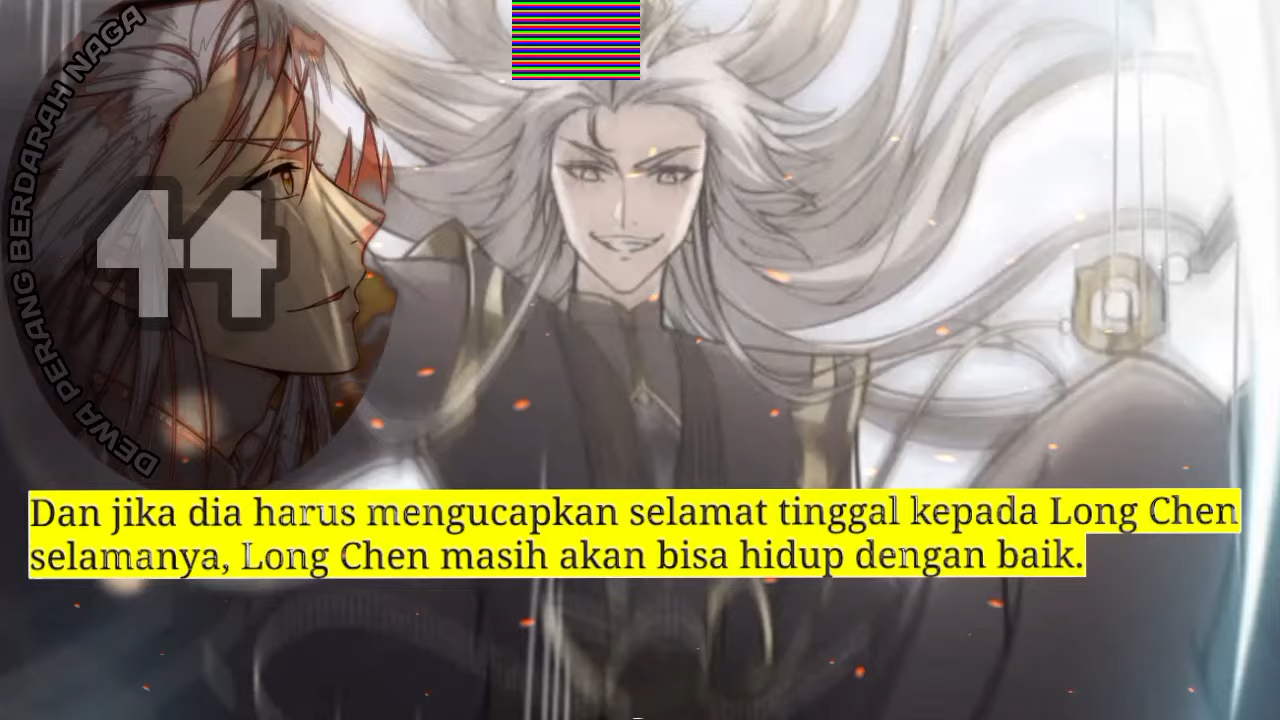 DEWA PERANG BERDARAH NAGA
44
Dan jika dia harus mengucapkan selamat tinggal kepada Long Chen
selamanya, Long Chen masih akan bisa hidup dengan baik.